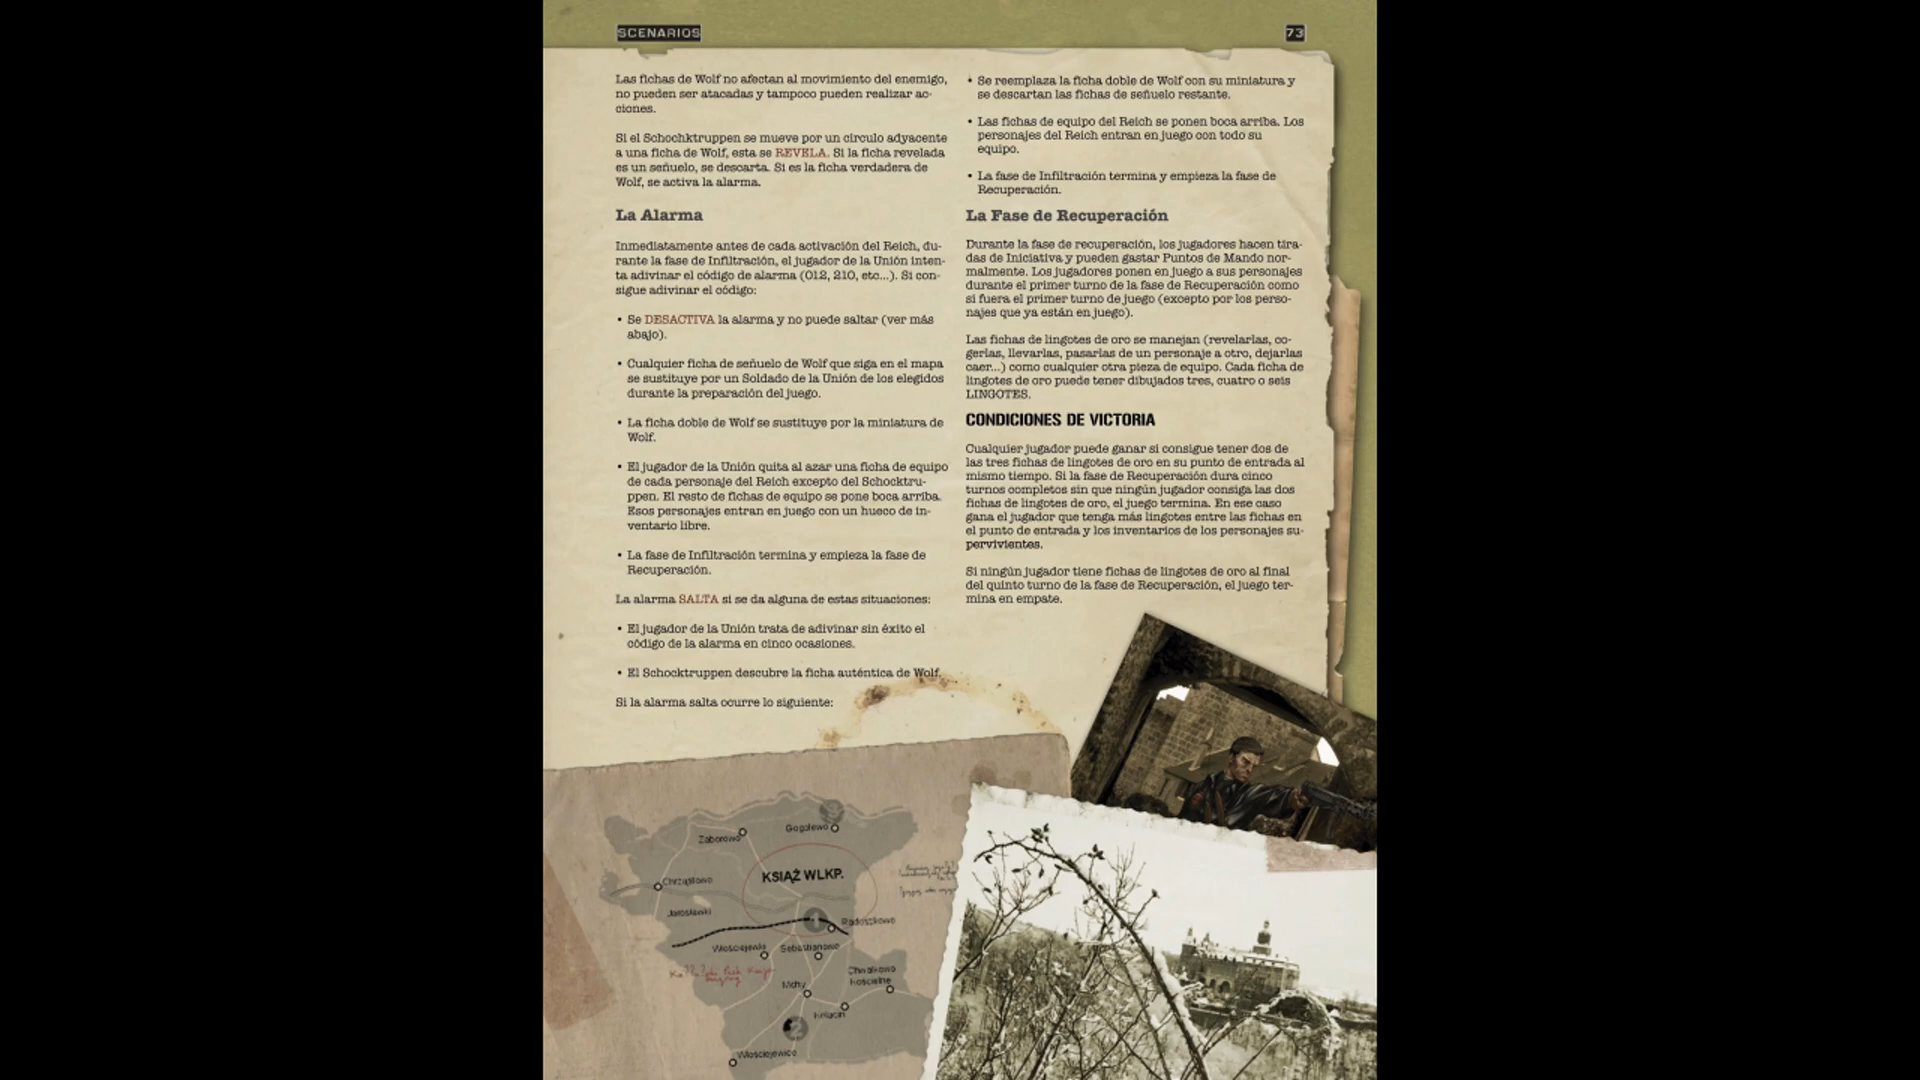 SCENARIOS
73
Las fichas de Wolf no afectan al movimiento del enemigo,
no pueden ser atacadas y tampoco pueden realizar ac-
ciones.
Si el Schochktruppen se mueve por un circulo adyacente
a una ficha de Wolf, esta se REVELA. Si la ficha revelada
es un señuelo, se descarta. Si es la ficha verdadera de
Wolf, se activa la alarma.
La Alarma
Inmediatamente antes de cada activación del Reich, du-
rante la fase de Infiltración, el jugador de la Unión inten-
ta adivinar el código de alarma (012, 210, etc...). Si con-
sigue adivinar el código:
• Se DESACTIVA la alarma y no puede saltar (ver más
abajo).
• Cualquier ficha de señuelo de Wolf que siga en el mapa
se sustituye por un Soldado de la Unión de los elegidos
durante la preparación del juego.
• La ficha doble de Wolf se sustituye por la miniatura de
Wolf.
• El jugador de la Unión quita al azar una ficha de equipo
de cada personaje del Reich excepto del Schocktru-
ppen. El resto de fichas de equipo se pone boca arriba.
Esos personajes entran en juego con un hueco de in-
ventario libre.
• La fase de Infiltración termina y empieza la fase de
Recuperación.
La alarma SALTA si se da alguna de estas situaciones:
• El jugador de la Unión trata de adivinar sin éxito el
código de la alarma en cinco ocasiones.
• El Schocktruppen descubre la ficha auténtica de Wolf.
Si la alarma salta ocurre lo siguiente:
• Se reemplaza la ficha doble de Wolf con su miniatura y
se descartan las fichas de señuelo restante.
• Las fichas de equipo del Reich se ponen boca arriba. Los
personajes del Reich entran en juego con todo su
equipo.
• La fase de Infiltración termina y empieza la fase de
Recuperación.
La Fase de Recuperación
Durante la fase de recuperación, los jugadores hacen tira-
das de Iniciativa y pueden gastar Puntos de Mando nor-
malmente. Los jugadores ponen en juego a sus personajes
durante el primer turno de la fase de Recuperación como
si fuera el primer turno de juego (excepto por los perso-
najes que ya están en juego).
Las fichas de lingotes de oro se manejan (revelarlas, co-
gerlas, llevarlas, pasarlas de un personaje a otro, dejarlas
caer...) como cualquier otra pieza de equipo. Cada ficha de
lingotes de oro puede tener dibujados tres, cuatro o seis
LINGOTES.
CONDICIONES DE VICTORIA
Cualquier jugador puede ganar si consigue tener dos de
las tres fichas de lingotes de oro en su punto de entrada al
mismo tiempo. Si la fase de Recuperación dura cinco
turnos completos sin que ningún jugador consiga las dos
fichas de lingotes de oro, el juego termina. En ese caso
gana el jugador que tenga más lingotes entre las fichas en
el punto de entrada y los inventarios de los personajes su-
pervivientes.
Si ningún jugador tiene fichas de lingotes de oro al final
del quinto turno de la fase de Recuperación, el juego ter-
mina en empate.
Zaborowo
Gogolewo
KSIĄŻ WLKP.
Chrząstowo
Jarosławki
Radoszkowo
Włościejewki
Sebastianowo
Chwałkowo
Kościelne
Mchy
Kołacin
Włościejewice